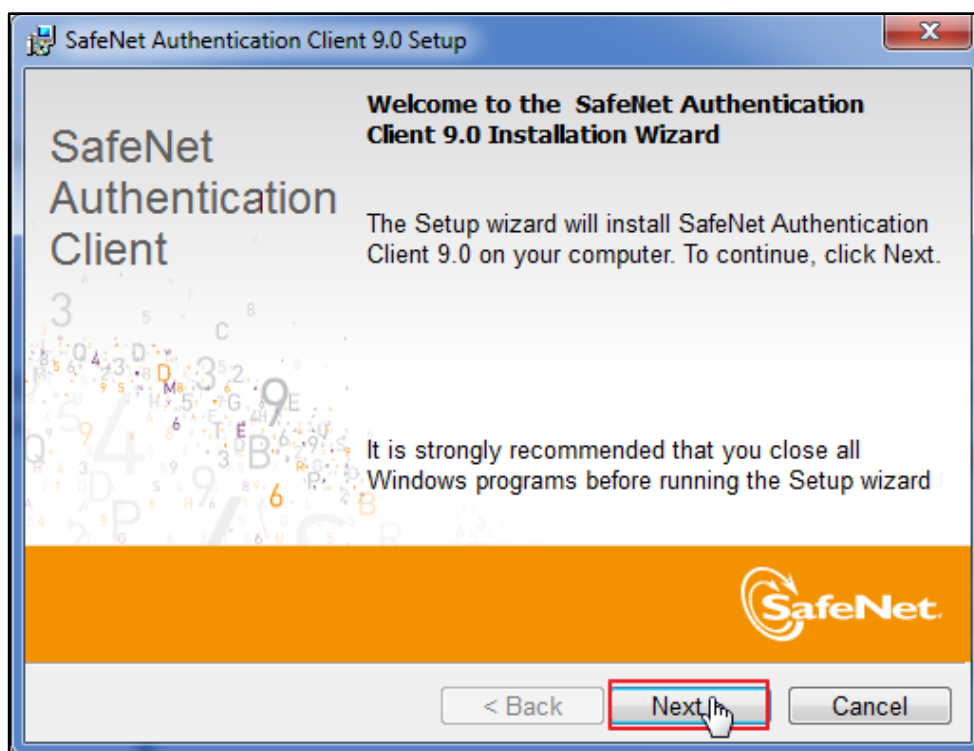 SafeNet Authentication Client 9.0 Setup
x
SafeNet
Authentication
Client
Welcome to the SafeNet Authentication
Client 9.0 Installation Wizard
The Setup wizard will install SafeNet Authentication
Client 9.0 on your computer. To continue, click Next.
It is strongly recommended that you close all
Windows programs before running the Setup wizard
SafeNet.
< Back
Next
Cancel